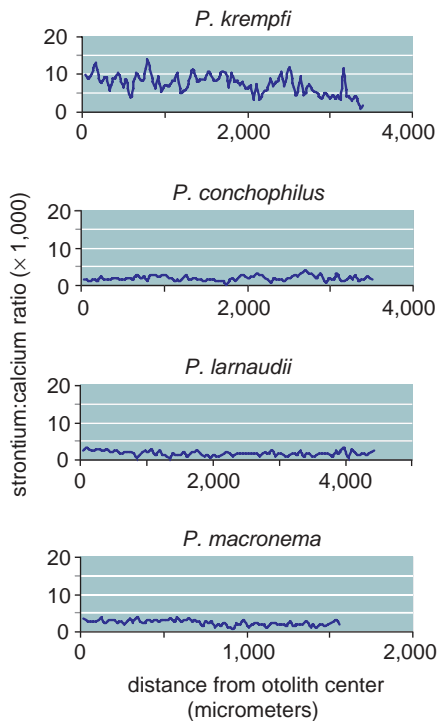 P. krempfi
20
10
0
0 2,000 4,000
P. conchophilus
20
10
0
0 2,000 4,000
P. larnaudii
20
10
0
0 2,000 4,000
P. macronema
20
10
0
0 1,000 2,000
strontium:calcium ratio (× 1,000)
distance from otolith center
(micrometers)